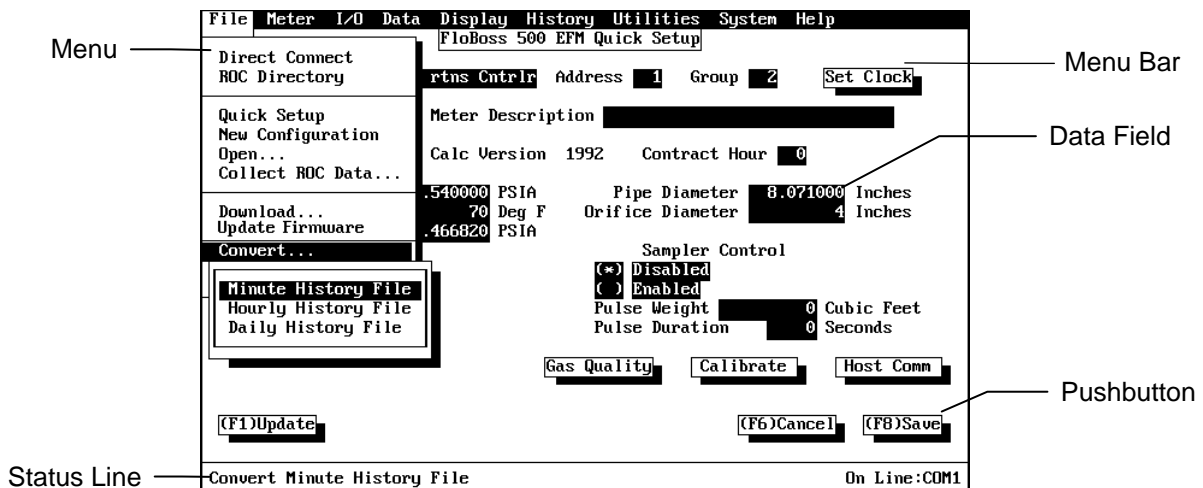 File Meter I/O Data Display History Utilities System Help
FloBoss 500 EFM Quick Setup
Menu
Direct Connect
ROC Directory
rtns Cntrlr Address 1 Group 2 Set Clock
Menu Bar
Quick Setup
Meter Description
New Configuration
Data Field
Open...
Calc Version 1992 Contract Hour 0
Collect ROC Data...
.540000 PSIA Pipe Diameter 8.071000 Inches
Download...
70 Deg F Orifice Diameter 4 Inches
Update Firmware
.466820 PSIA
Convert...
Sampler Control
(*) Disabled
Minute History File
( ) Enabled
Hourly History File
Pulse Weight 0 Cubic Feet
Daily History File
Pulse Duration 0 Seconds
Gas Quality Calibrate Host Comm
Pushbutton
(F1)Update (F6)Cancel (F8)Save
Status Line
Convert Minute History File On Line:COM1